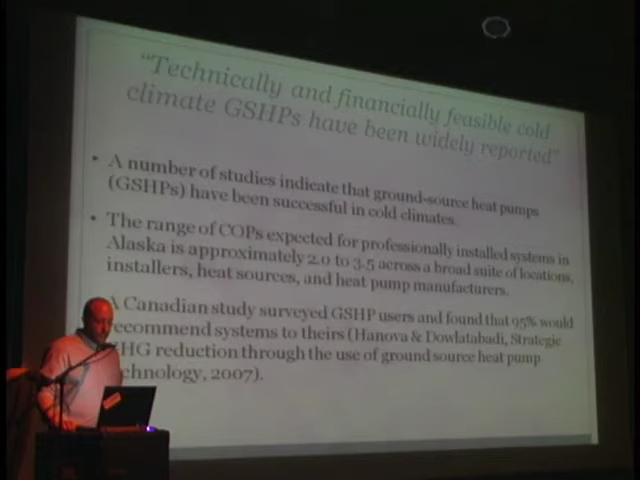 “Technically and financially feasible cold
climate GSHPs have been widely reported”
• A number of studies indicate that ground-source heat pumps
(GSHPs) have been successful in cold climates.
• The range of COPs expected for professionally installed systems in
Alaska is approximately 2.0 to 3.5 across a broad suite of locations,
installers, heat sources, and heat pump manufacturers.
A Canadian study surveyed GSHP users and found that 95% would
ecommend systems to theirs (Hanova & Dowlatabadi, Strategic
HG reduction through the use of ground source heat pump
chnology, 2007).